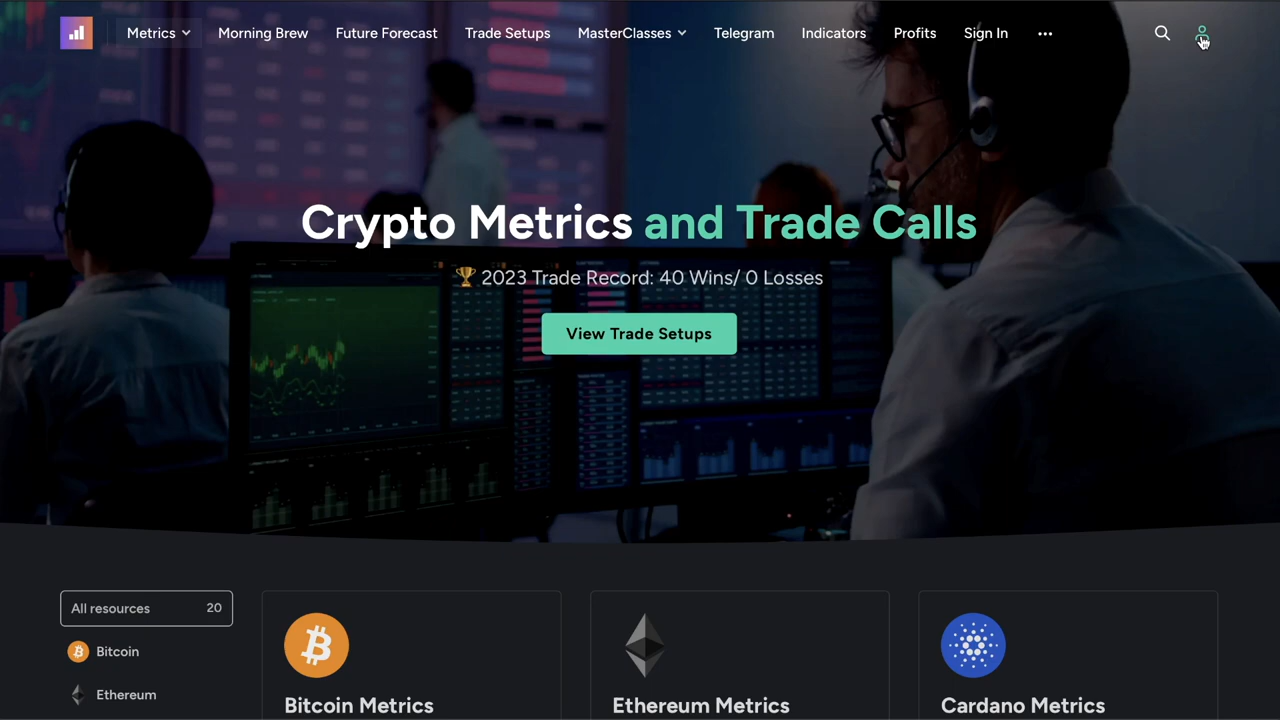 Metrics Morning Brew Future Forecast Trade Setups MasterClasses Telegram Indicators Profits Sign In •••
Crypto Metrics and Trade Calls
🏆 2023 Trade Record: 40 Wins/ 0 Losses
View Trade Setups
All resources 20
Bitcoin
Ethereum
Bitcoin Metrics
Ethereum Metrics
Cardano Metrics